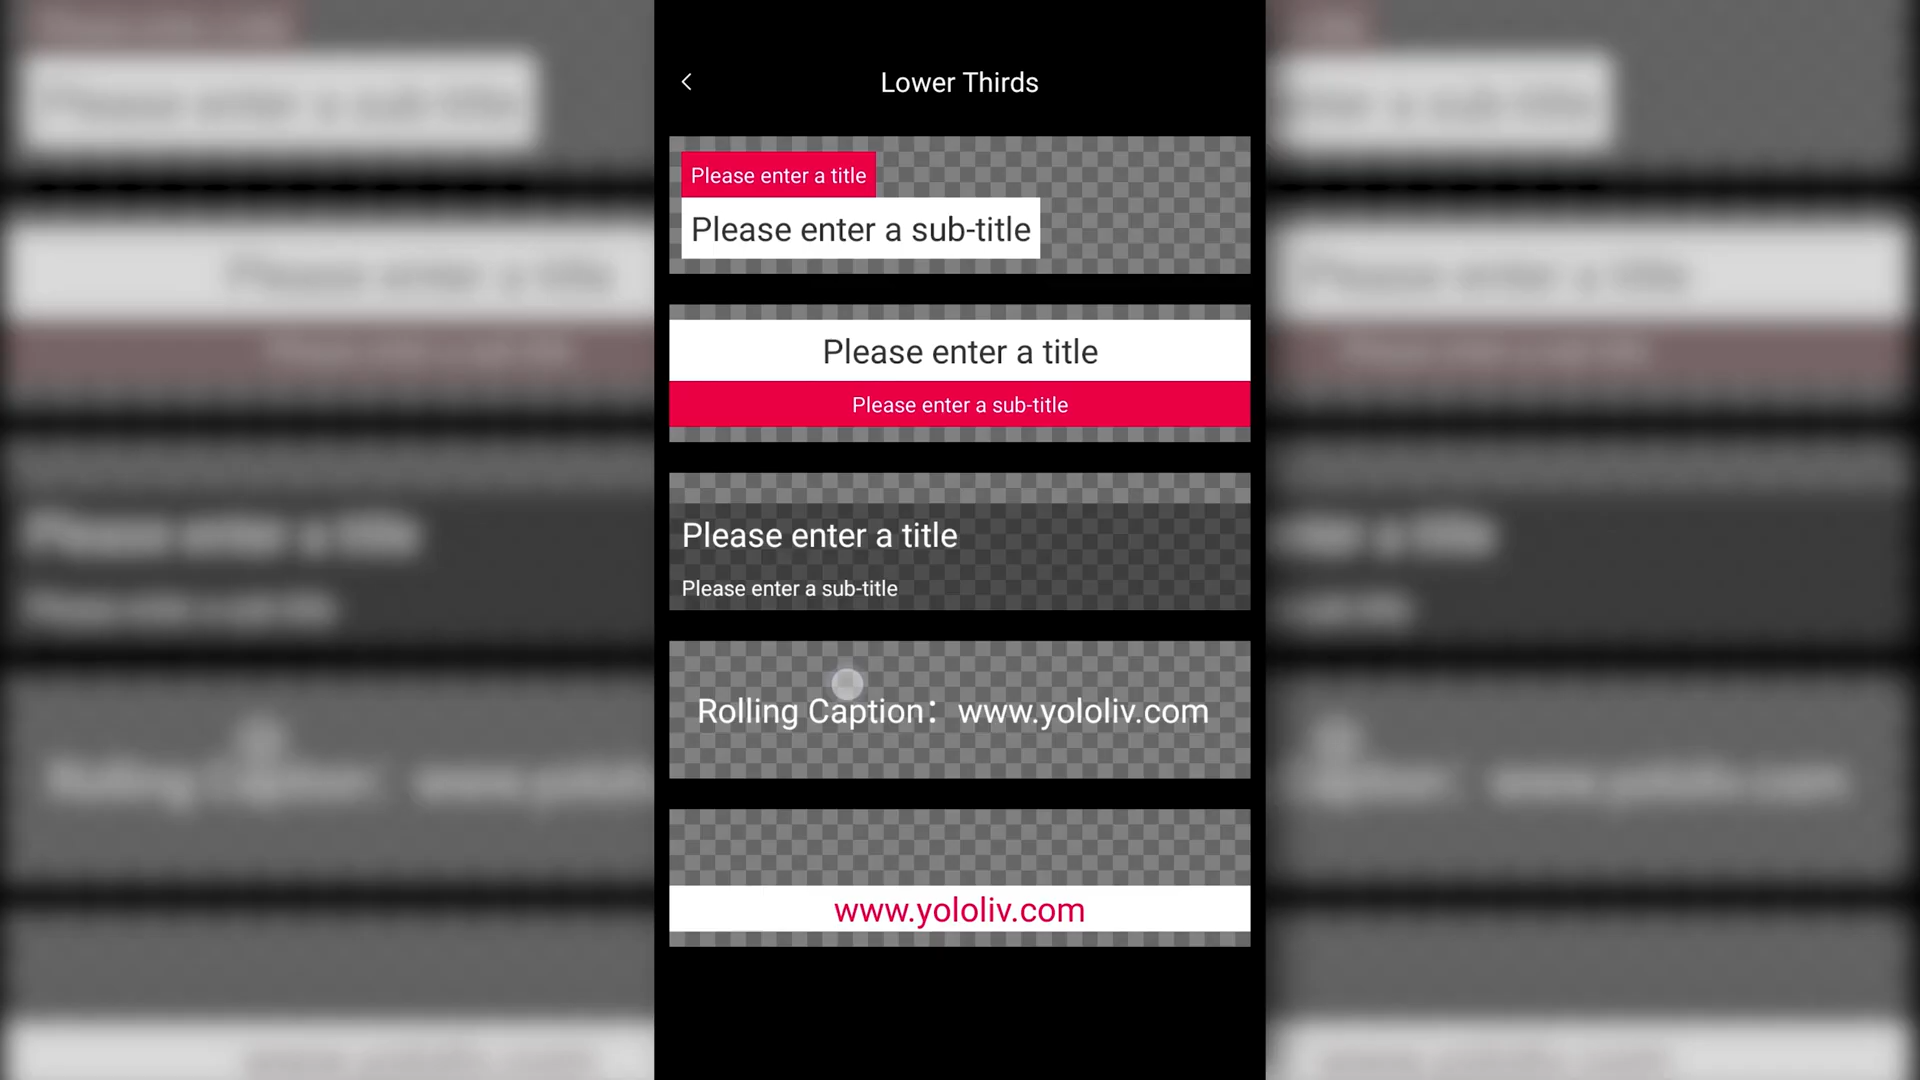 Lower Thirds
Please enter a title
Please enter a sub-title
Please enter a title
Please enter a sub-title
Please enter a title
Please enter a sub-title
Rolling Caption：www.yololiv.com
www.yololiv.com